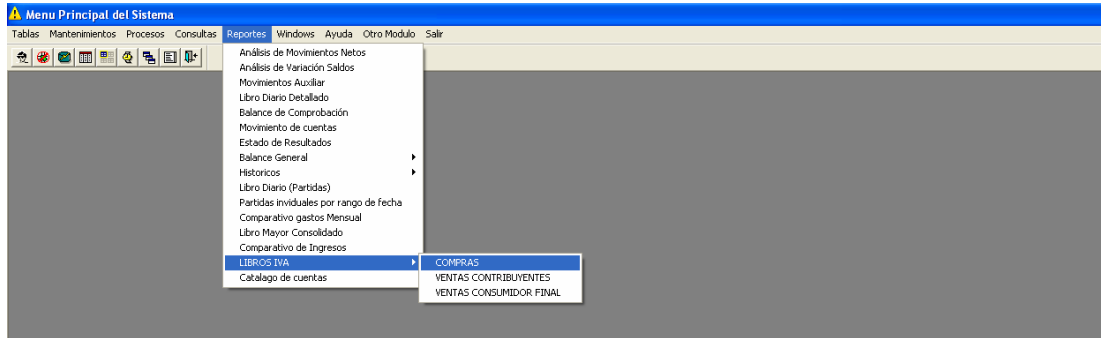 Menu Principal del Sistema
Tablas Mantenimientos Procesos Consultas Reportes Windows Ayuda Otro Modulo Salir
Análisis de Movimientos Netos
Análisis de Variación Saldos
Movimientos Auxiliar
Libro Diario Detallado
Balance de Comprobación
Movimiento de cuentas
Estado de Resultados
Balance General
Historicos
Libro Diario (Partidas)
Partidas inviduales por rango de fecha
Comparativo gastos Mensual
Libro Mayor Consolidado
Comparativo de Ingresos
LIBROS IVA
COMPRAS
Catalago de cuentas
VENTAS CONTRIBUYENTES
VENTAS CONSUMIDOR FINAL